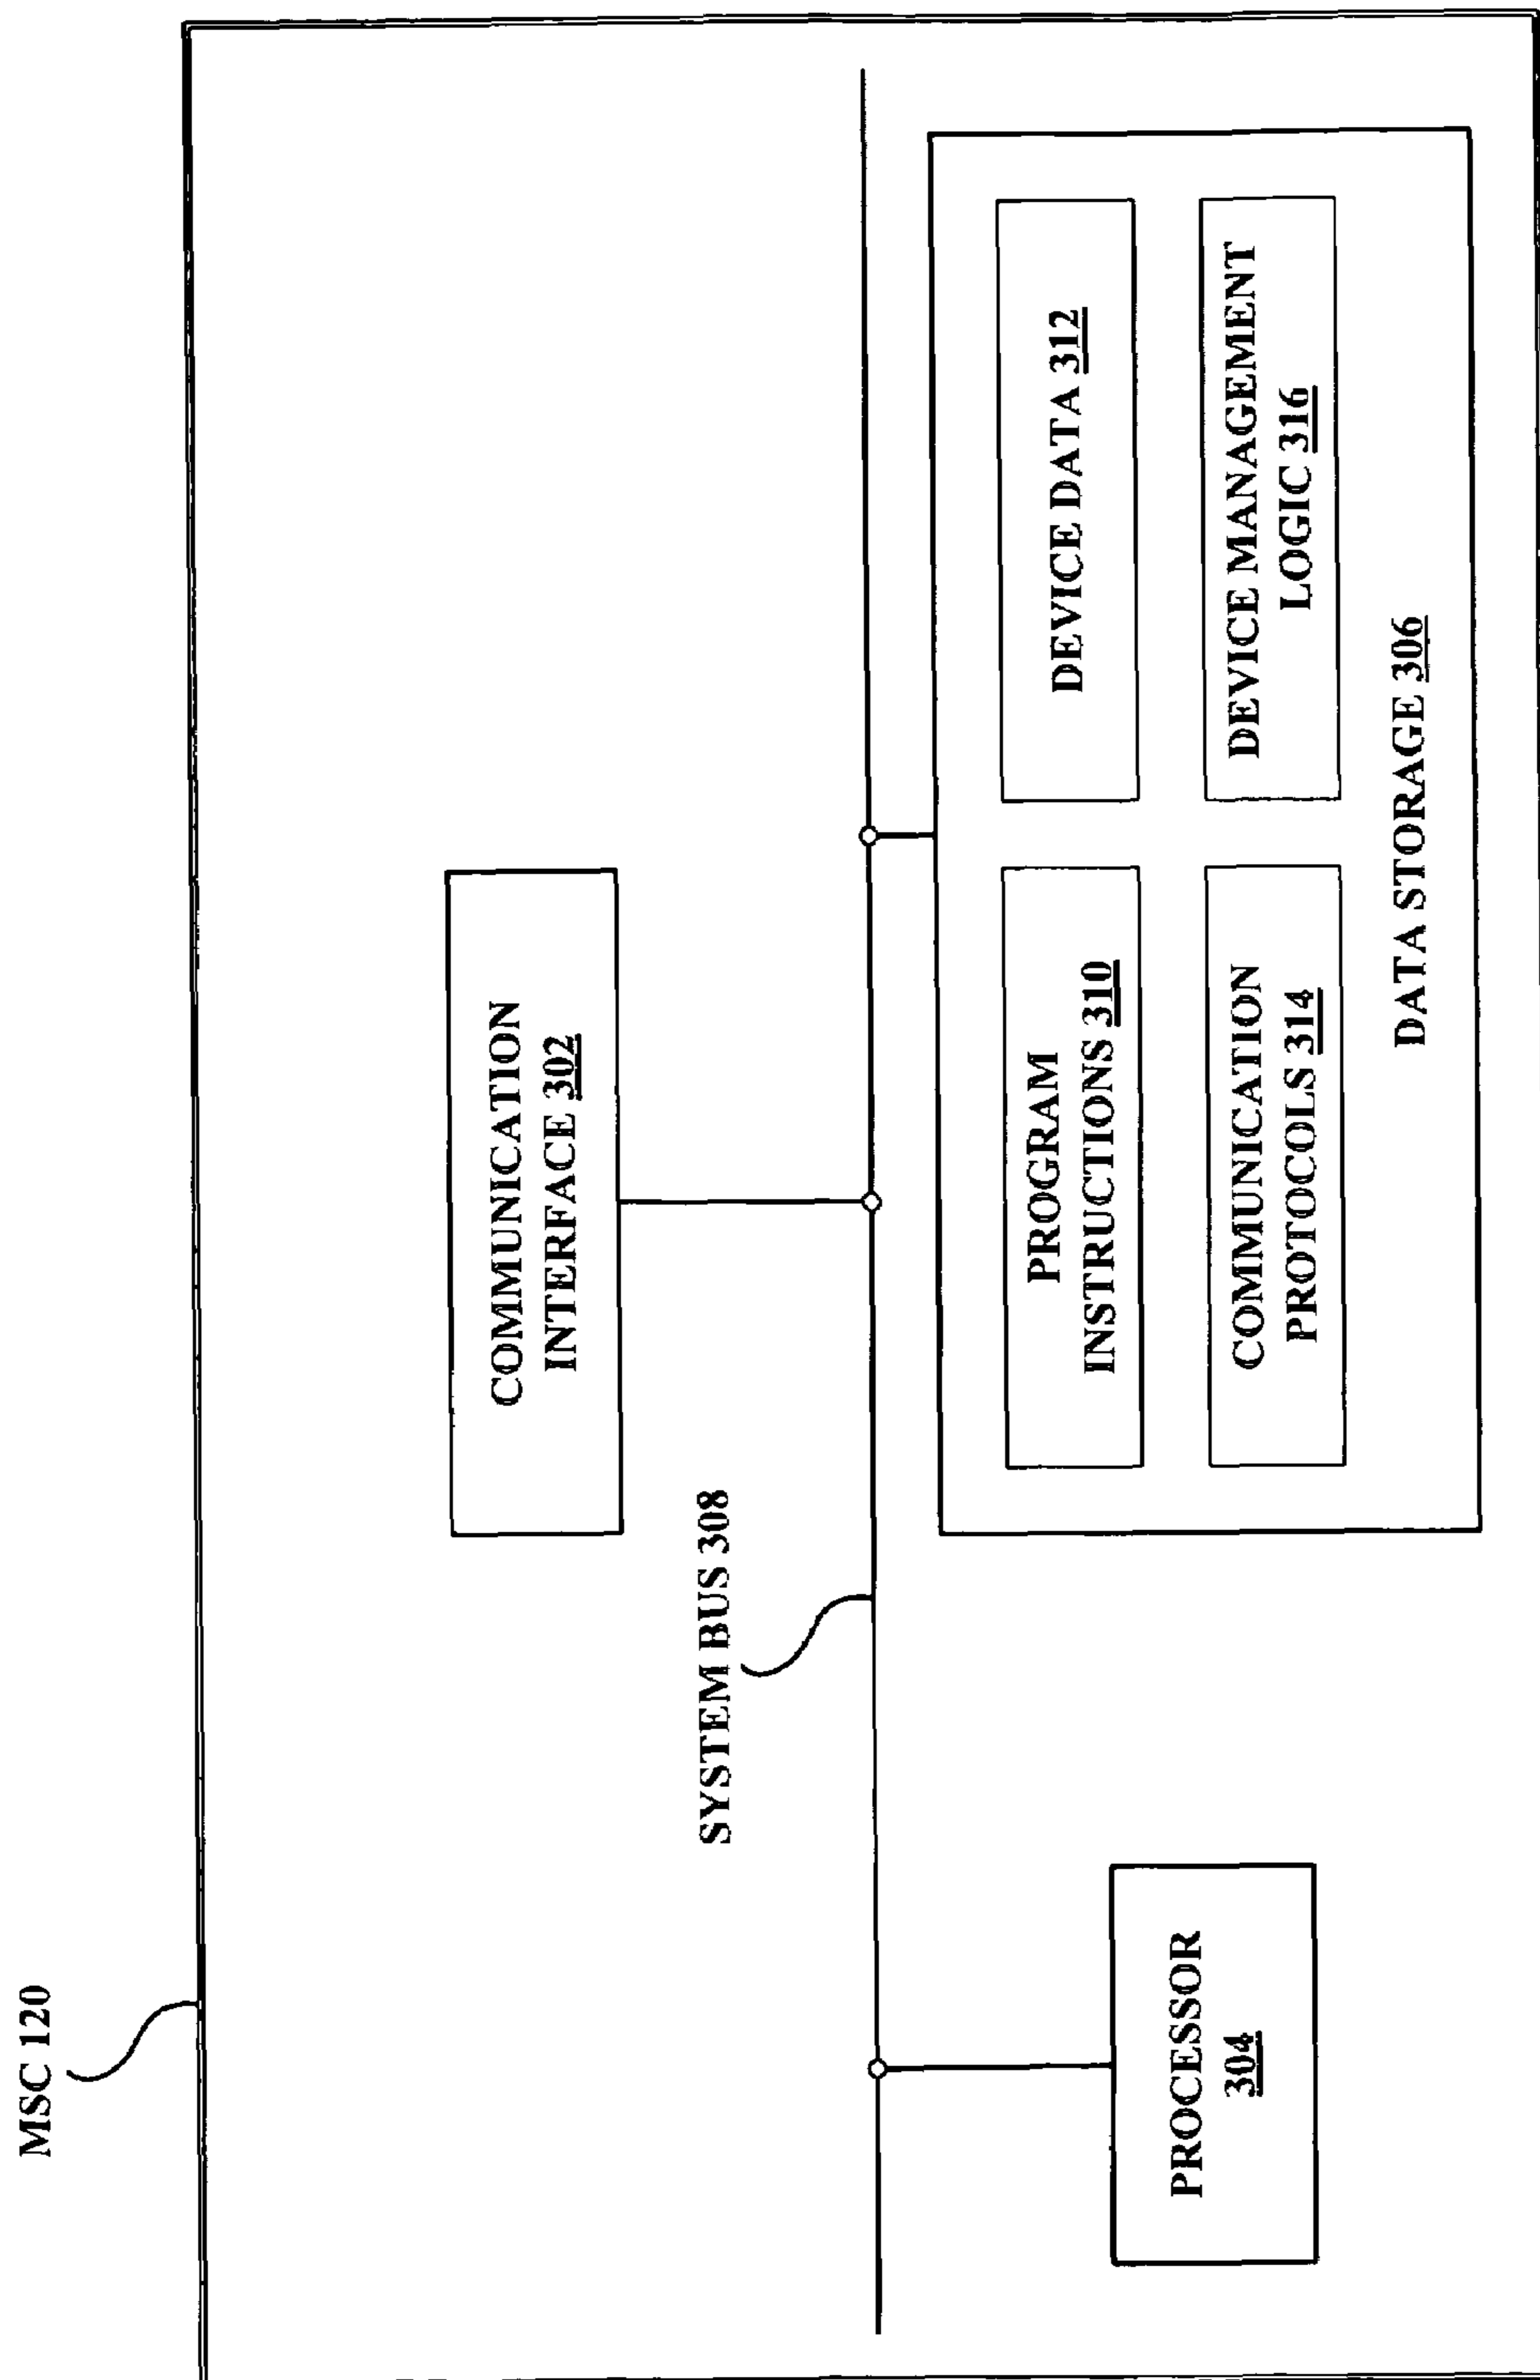 MSC 120
COMMUNICATION
INTERFACE 302
SYSTEM BUS 308
PROCESSOR
304
PROGRAM
INSTRUCTIONS 310
DEVICE DATA 312
COMMUNICATION
PROTOCOLS 314
DEVICE MANAGEMENT
LOGIC 316
DATA STORAGE 306